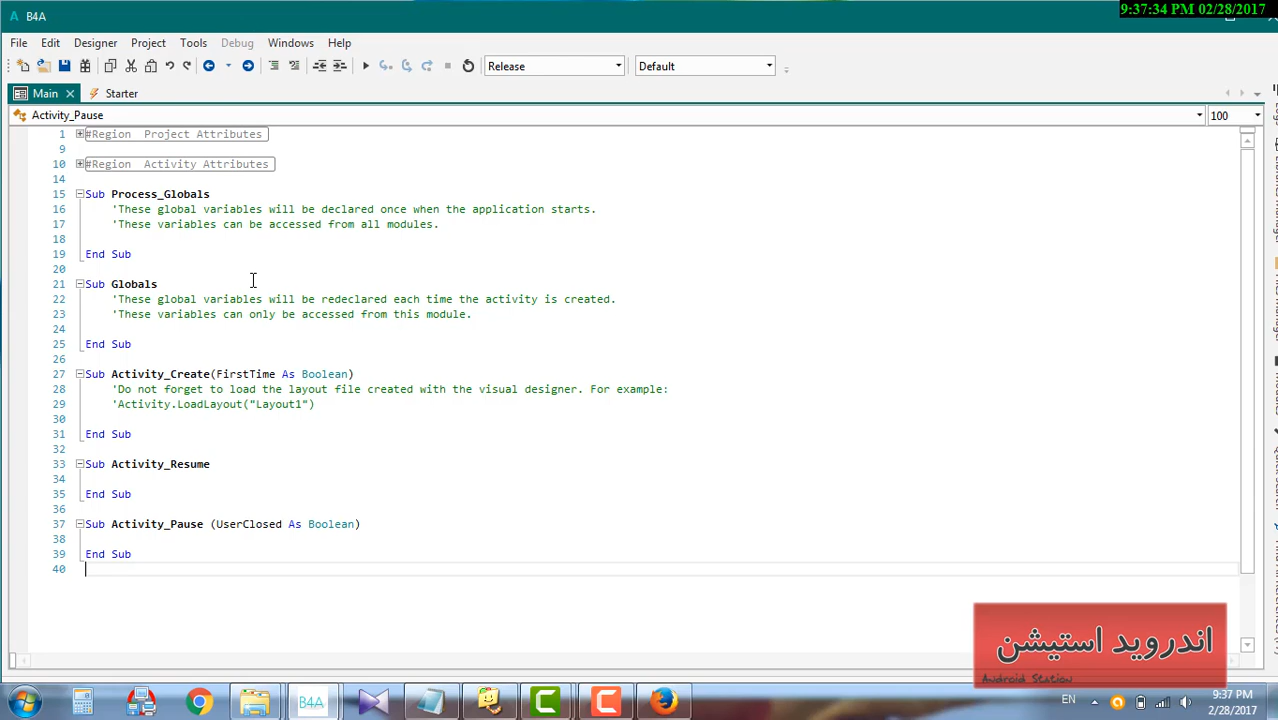 9:37:34 PM 02/28/2017
B4A
File Edit Designer Project Tools Debug Windows Help
Release Default
Main Starter
Activity_Pause 100
1 #Region Project Attributes
9
10 #Region Activity Attributes
14
15 Sub Process_Globals
16 'These global variables will be declared once when the application starts.
17 'These variables can be accessed from all modules.
18
19 End Sub
20
21 Sub Globals
22 'These global variables will be redeclared each time the activity is created.
23 'These variables can only be accessed from this module.
24
25 End Sub
26
27 Sub Activity_Create(FirstTime As Boolean)
28 'Do not forget to load the layout file created with the visual designer. For example:
29 'Activity.LoadLayout("Layout1")
30
31 End Sub
32
33 Sub Activity_Resume
34
35 End Sub
36
37 Sub Activity_Pause (UserClosed As Boolean)
38
39 End Sub
40
اندروید استیشن
Android Station
B4A
EN
9:37 PM
2/28/2017